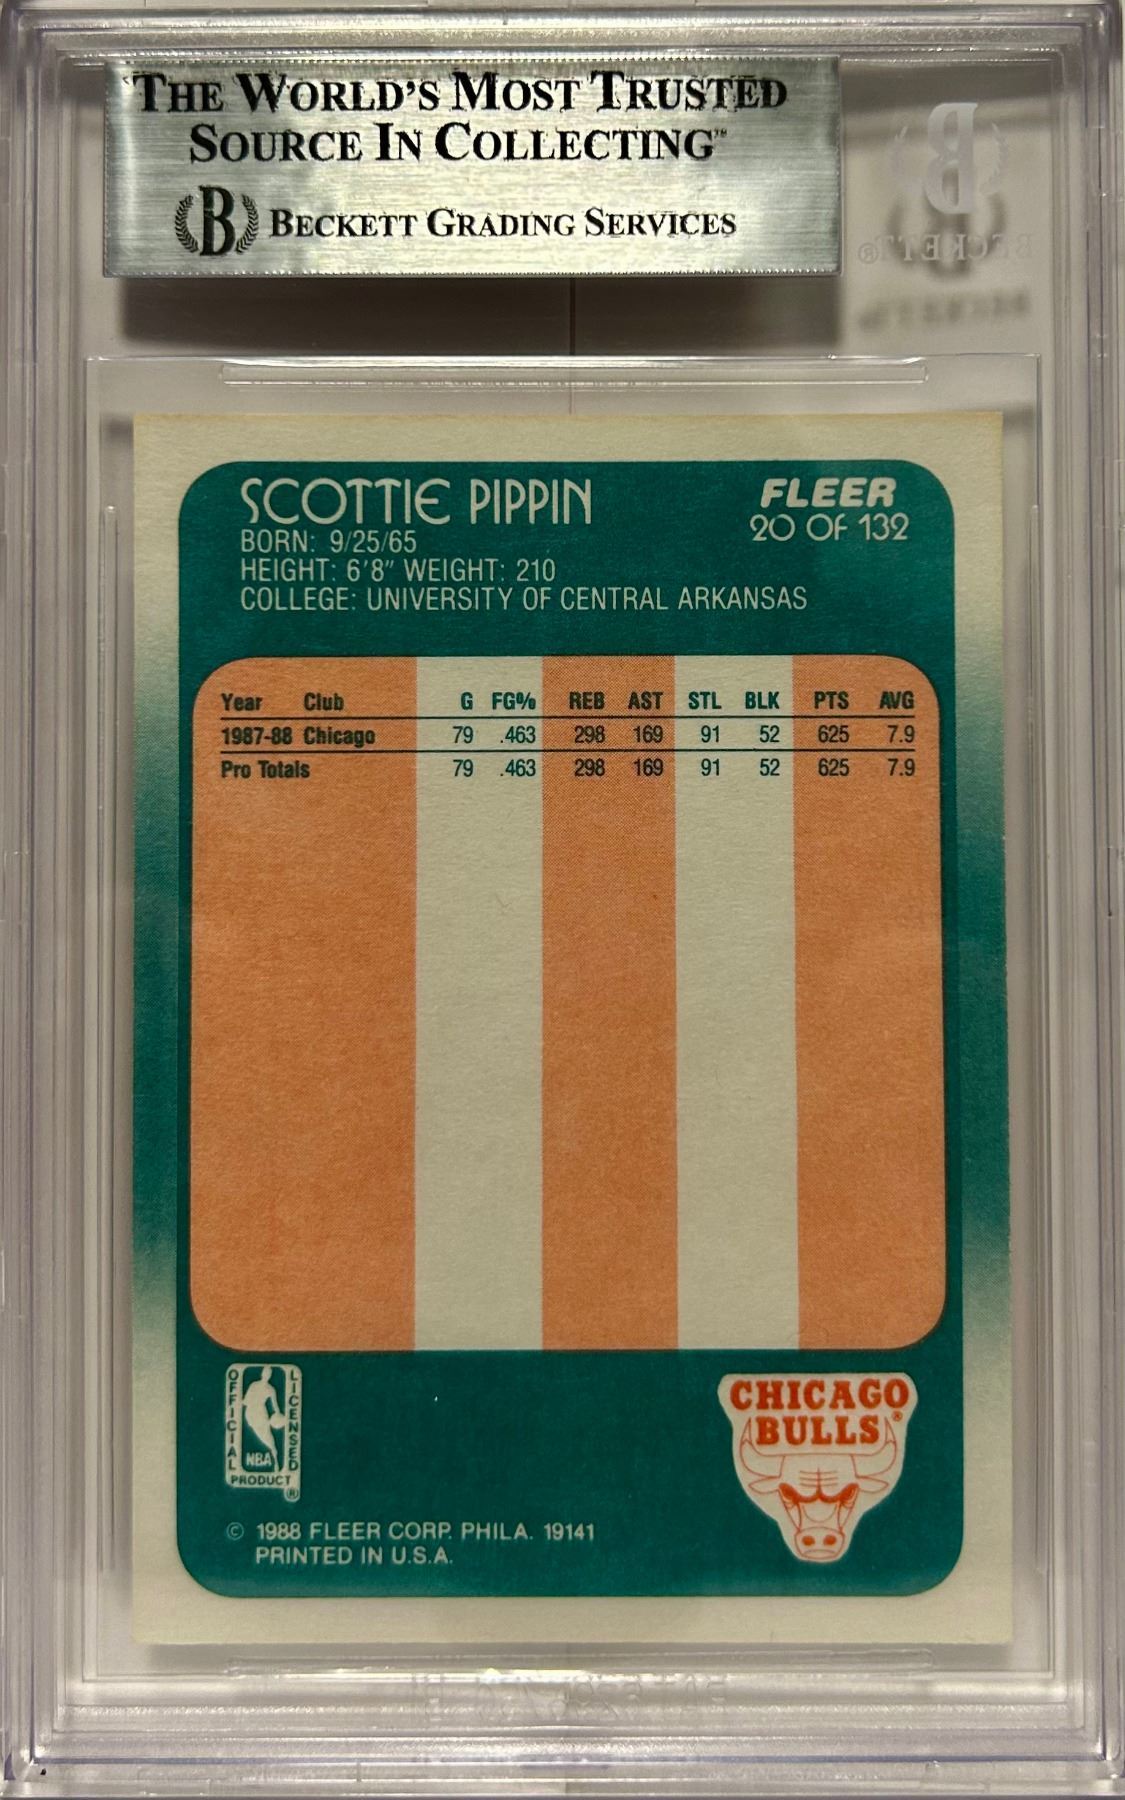 THE WORLD'S MOST TRUSTED
SOURCE IN COLLECTING™
B BECKETT GRADING SERVICES
B
BECKETT®
SCOTTIE PIPPIN
FLEER
20 OF 132
BORN: 9/25/65
HEIGHT: 6'8" WEIGHT: 210
COLLEGE: UNIVERSITY OF CENTRAL ARKANSAS
Year Club G FG% REB AST STL BLK PTS AVG
1987-88 Chicago 79 .463 298 169 91 52 625 7.9
Pro Totals 79 .463 298 169 91 52 625 7.9
OFFICIAL LICENSED
NBA
PRODUCT
®
CHICAGO
BULLS®
© 1988 FLEER CORP. PHILA. 19141
PRINTED IN U.S.A.